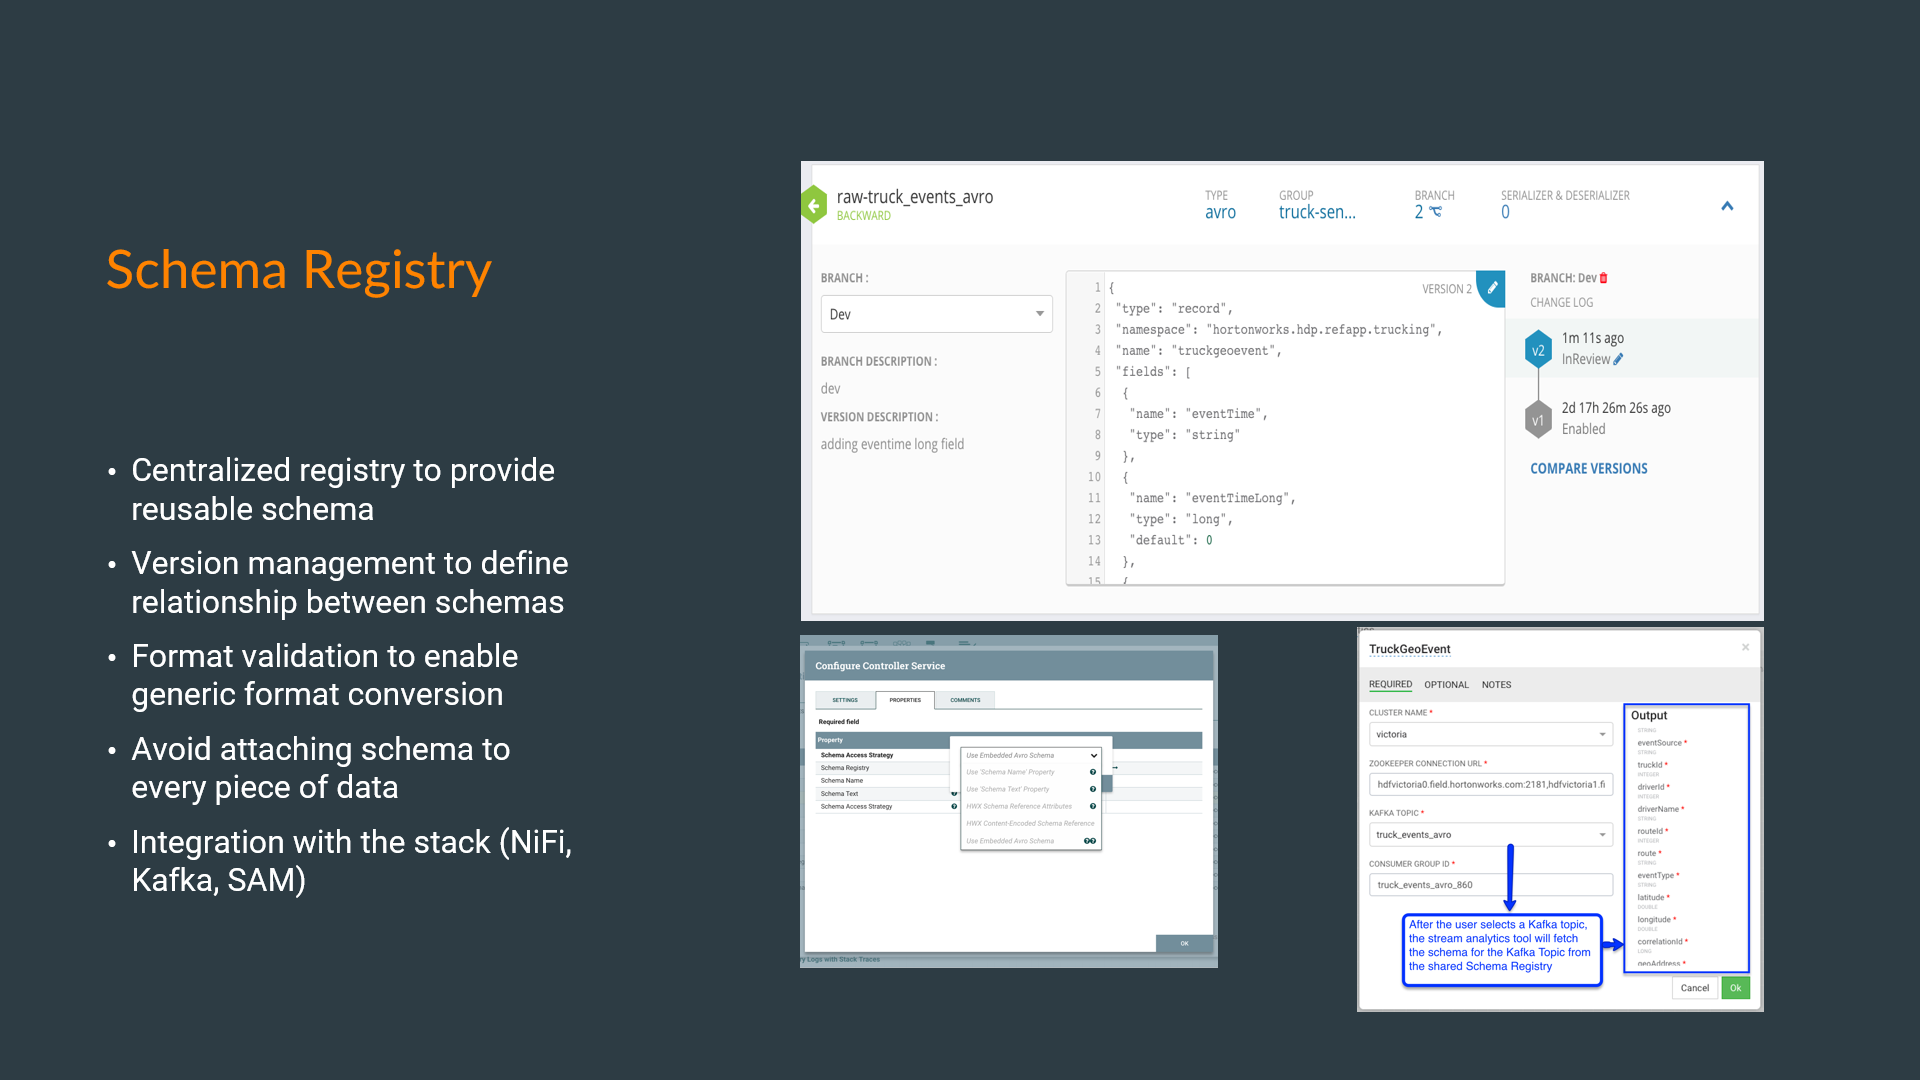 Schema Registry
• Centralized registry to provide
reusable schema
• Version management to define
relationship between schemas
• Format validation to enable
generic format conversion
• Avoid attaching schema to
every piece of data
• Integration with the stack (NiFi,
Kafka, SAM)
raw-truck_events_avro
BACKWARD
TYPE
avro
GROUP
truck-sen...
BRANCH
2
SERIALIZER & DESERIALIZER
0
BRANCH :
Dev
BRANCH DESCRIPTION :
dev
VERSION DESCRIPTION :
adding eventime long field
VERSION 2
1 {
2 "type": "record",
3 "namespace": "hortonworks.hdp.refapp.trucking",
4 "name": "truckgeoevent",
5 "fields": [
6 {
7 "name": "eventTime",
8 "type": "string"
9 },
10 {
11 "name": "eventTimeLong",
12 "type": "long",
13 "default": 0
14 },
15 {
BRANCH: Dev
CHANGE LOG
v2
1m 11s ago
InReview
v1
2d 17h 26m 26s ago
Enabled
COMPARE VERSIONS
Configure Controller Service
SETTINGS
PROPERTIES
COMMENTS
Required field
Property
Schema Access Strategy
Schema Registry
Schema Name
Schema Text
Schema Access Strategy
Use Embedded Avro Schema
Use 'Schema Name' Property
Use 'Schema Text' Property
HWX Schema Reference Attributes
HWX Content-Encoded Schema Reference
Use Embedded Avro Schema
OK
ry Logs with Stack Traces
TruckGeoEvent
×
REQUIRED
OPTIONAL
NOTES
CLUSTER NAME *
victoria
ZOOKEEPER CONNECTION URL *
hdfvictoria0.field.hortonworks.com:2181,hdfvictoria1.fi
KAFKA TOPIC *
truck_events_avro
CONSUMER GROUP ID *
truck_events_avro_860
After the user selects a Kafka topic,
the stream analytics tool will fetch
the schema for the Kafka Topic from
the shared Schema Registry
Output
STRING
eventSource *
STRING
truckId *
INTEGER
driverId *
INTEGER
driverName *
STRING
routeId *
INTEGER
route *
STRING
eventType *
STRING
latitude *
DOUBLE
longitude *
DOUBLE
correlationId *
LONG
geoAddress *
Cancel
Ok